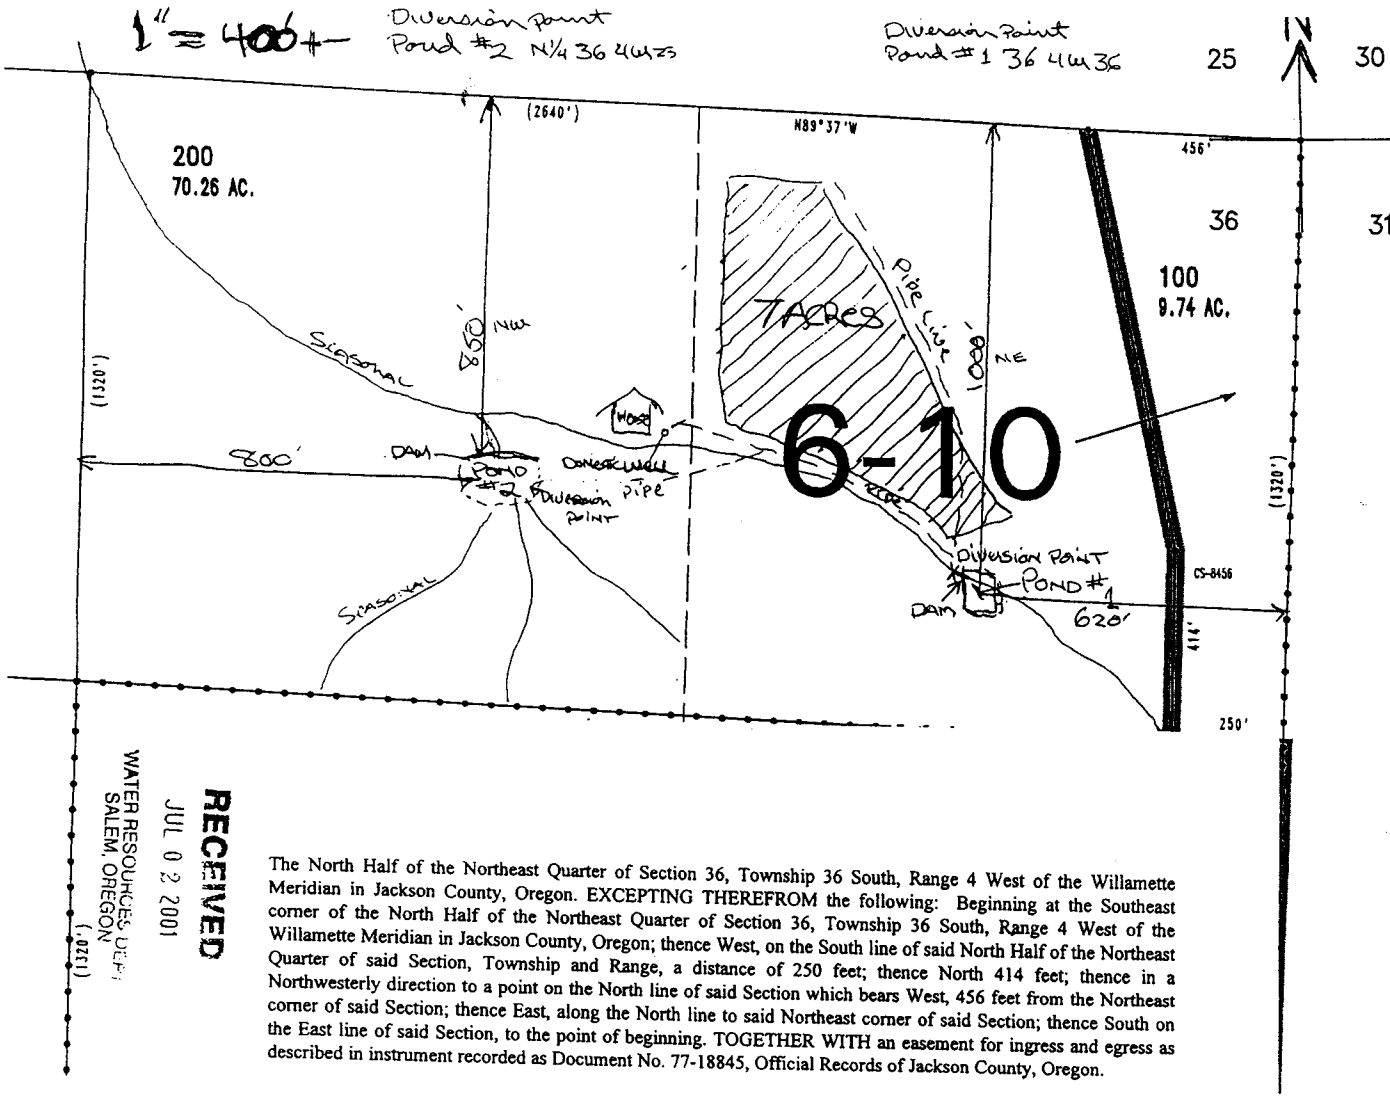 1" = 400' +-
Diversion point
Pond #2 N¼ 36 4W 25
Diversion Point
Pond #1 36 4W 36
N
25
30
(2640')
N89°37'W
456'
200
70.26 AC.
36
31
100
9.74 AC.
Pipe Line
7 ACRES
850'
NW
1000'
NE
SEASONAL
(1320')
House
6-10
DAM
800'
POND
#2
DOMESTIC WELL
DIVERSION
POINT
Pipe
PIPE
(1320')
DIVERSION POINT
POND #1
DAM
620'
CS-8456
414'
SEASONAL
250'
RECEIVED
JUL 02 2001
WATER RESOURCES DEPT
SALEM, OREGON
(1320')
The North Half of the Northeast Quarter of Section 36, Township 36 South, Range 4 West of the Willamette
Meridian in Jackson County, Oregon. EXCEPTING THEREFROM the following: Beginning at the Southeast
corner of the North Half of the Northeast Quarter of Section 36, Township 36 South, Range 4 West of the
Willamette Meridian in Jackson County, Oregon; thence West, on the South line of said North Half of the Northeast
Quarter of said Section, Township and Range, a distance of 250 feet; thence North 414 feet; thence in a
Northwesterly direction to a point on the North line of said Section which bears West, 456 feet from the Northeast
corner of said Section; thence East, along the North line to said Northeast corner of said Section; thence South on
the East line of said Section, to the point of beginning. TOGETHER WITH an easement for ingress and egress as
described in instrument recorded as Document No. 77-18845, Official Records of Jackson County, Oregon.